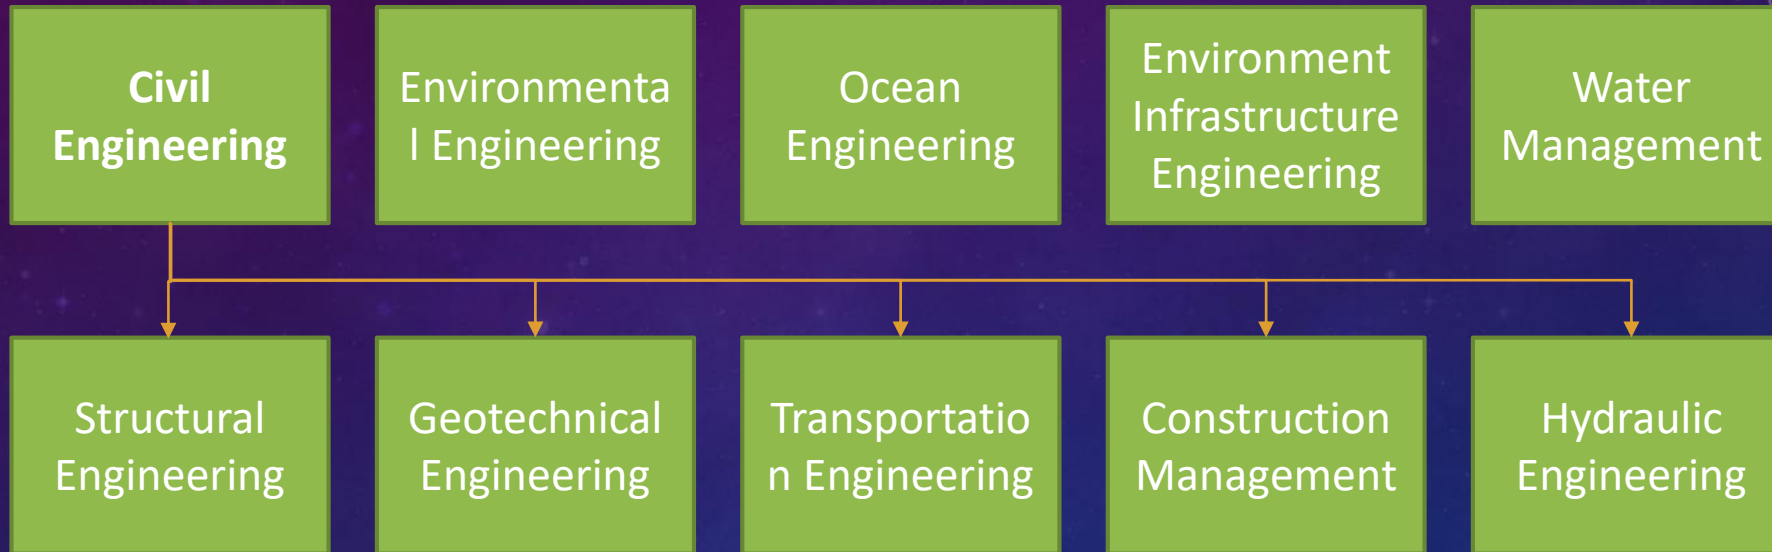 Civil
Engineering
Environmenta
l Engineering
Ocean
Engineering
Environment
Infrastructure
Engineering
Water
Management
Structural
Engineering
Geotechnical
Engineering
Transportatio
n Engineering
Construction
Management
Hydraulic
Engineering